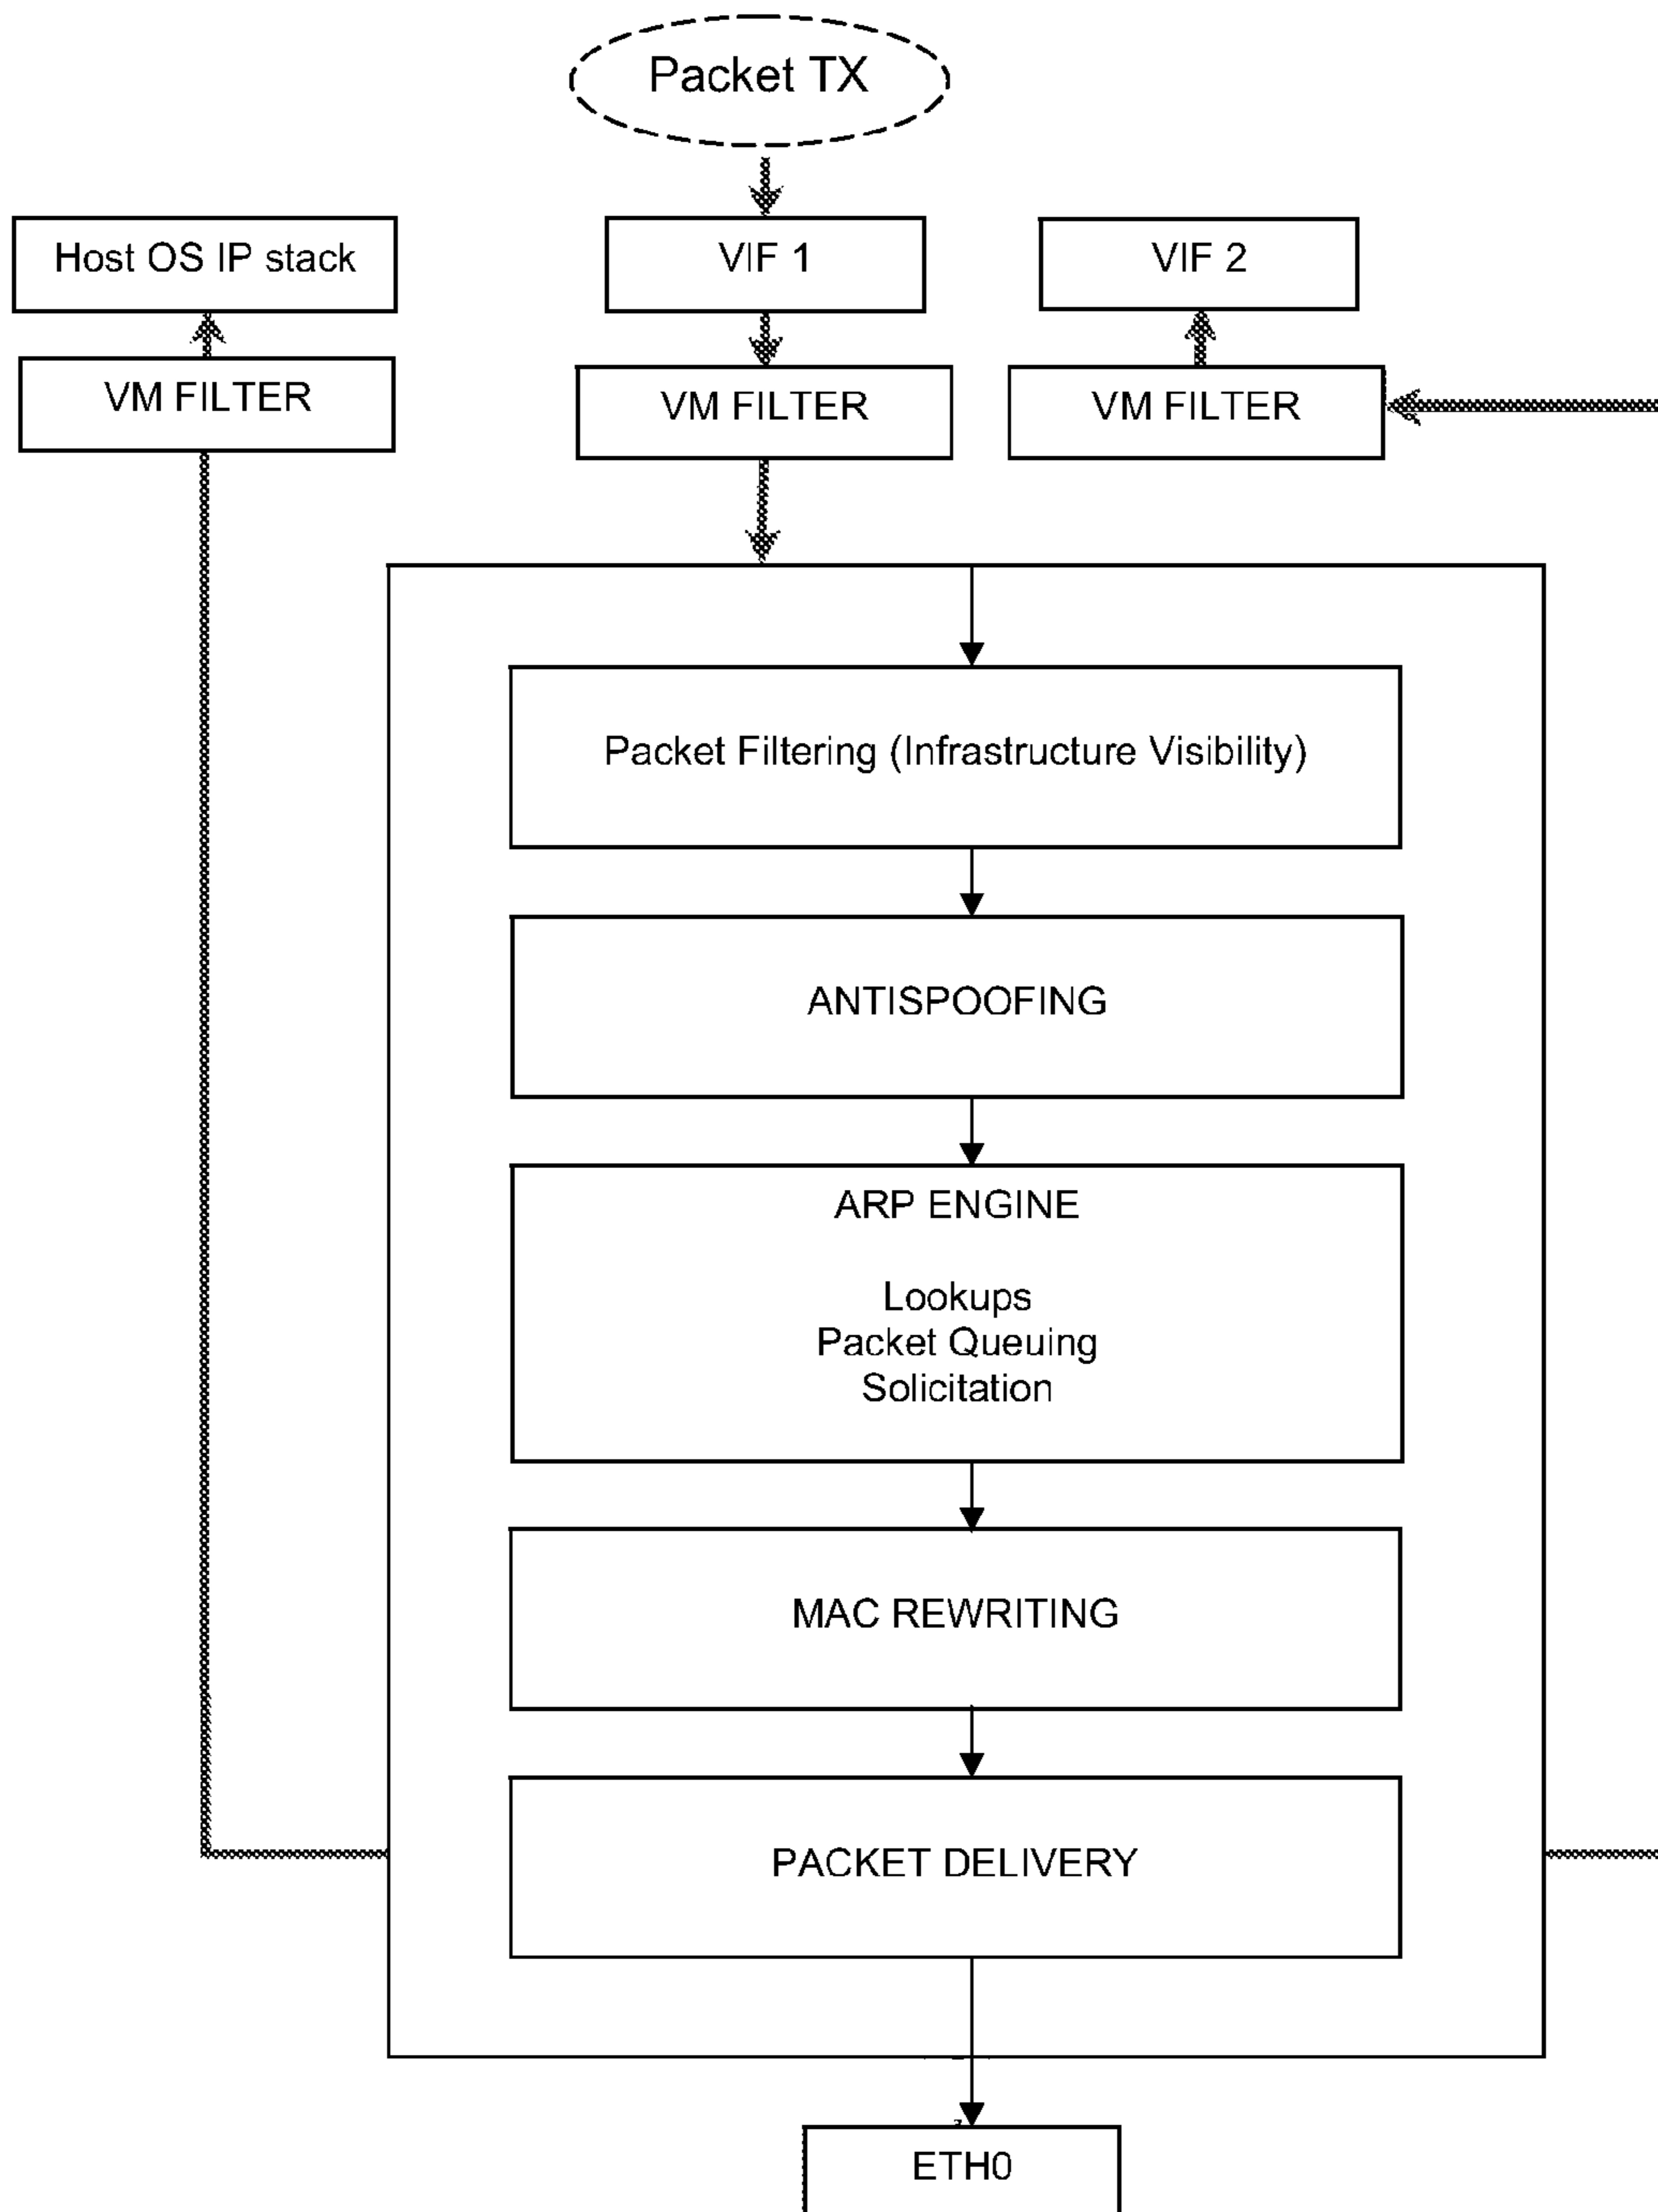 Packet TX
Host OS IP stack
VIF 1
VIF 2
VM FILTER
VM FILTER
VM FILTER
Packet Filtering (Infrastructure Visibility)
ANTISPOOFING
ARP ENGINE
Lookups
Packet Queuing
Solicitation
MAC REWRITING
PACKET DELIVERY
ETH0